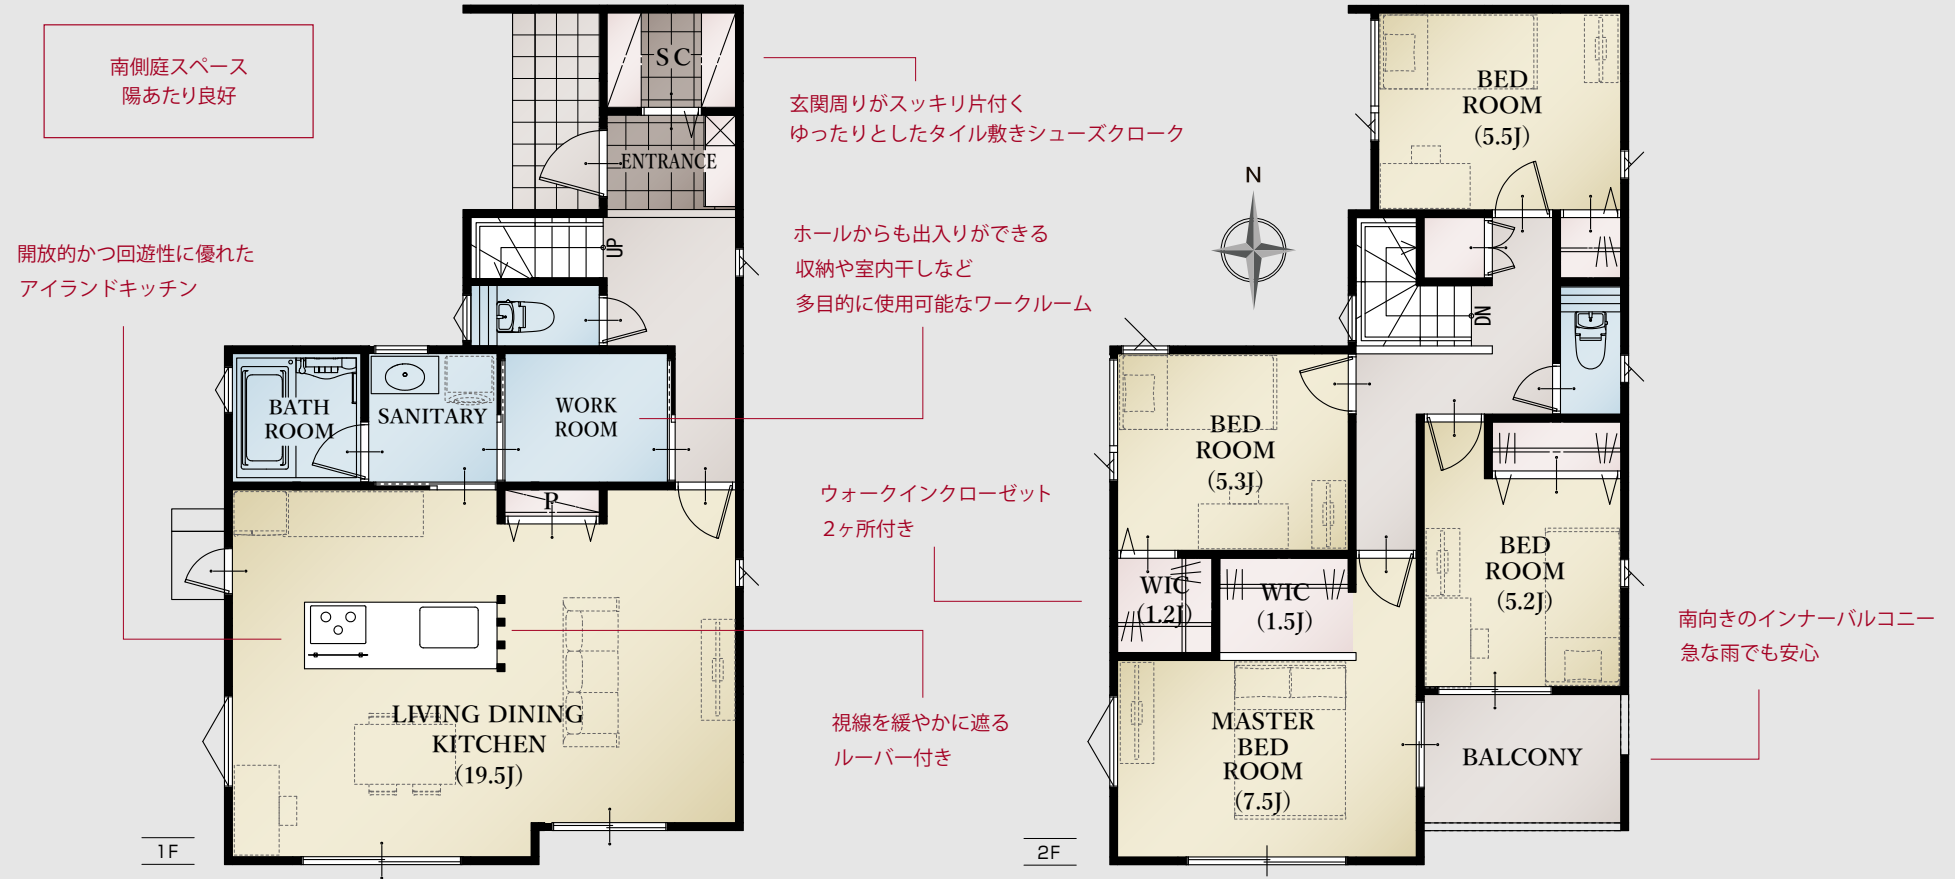 南側庭スペース
陽あたり良好
開放的かつ回遊性に優れた
アイランドキッチン
SC
ENTRANCE
UP
BATH
ROOM
SANITARY
WORK
ROOM
P
LIVING DINING
KITCHEN
(19.5J)
1F
玄関周りがスッキリ片付く
ゆったりとしたタイル敷きシューズクローク
ホールからも出入りができる
収納や室内干しなど
多目的に使用可能なワークルーム
ウォークインクローゼット
2ヶ所付き
視線を緩やかに遮る
ルーバー付き
N
BED
ROOM
(5.5J)
DN
BED
ROOM
(5.3J)
WIC
(1.2J)
WIC
(1.5J)
BED
ROOM
(5.2J)
MASTER
BED
ROOM
(7.5J)
BALCONY
2F
南向きのインナーバルコニー
急な雨でも安心